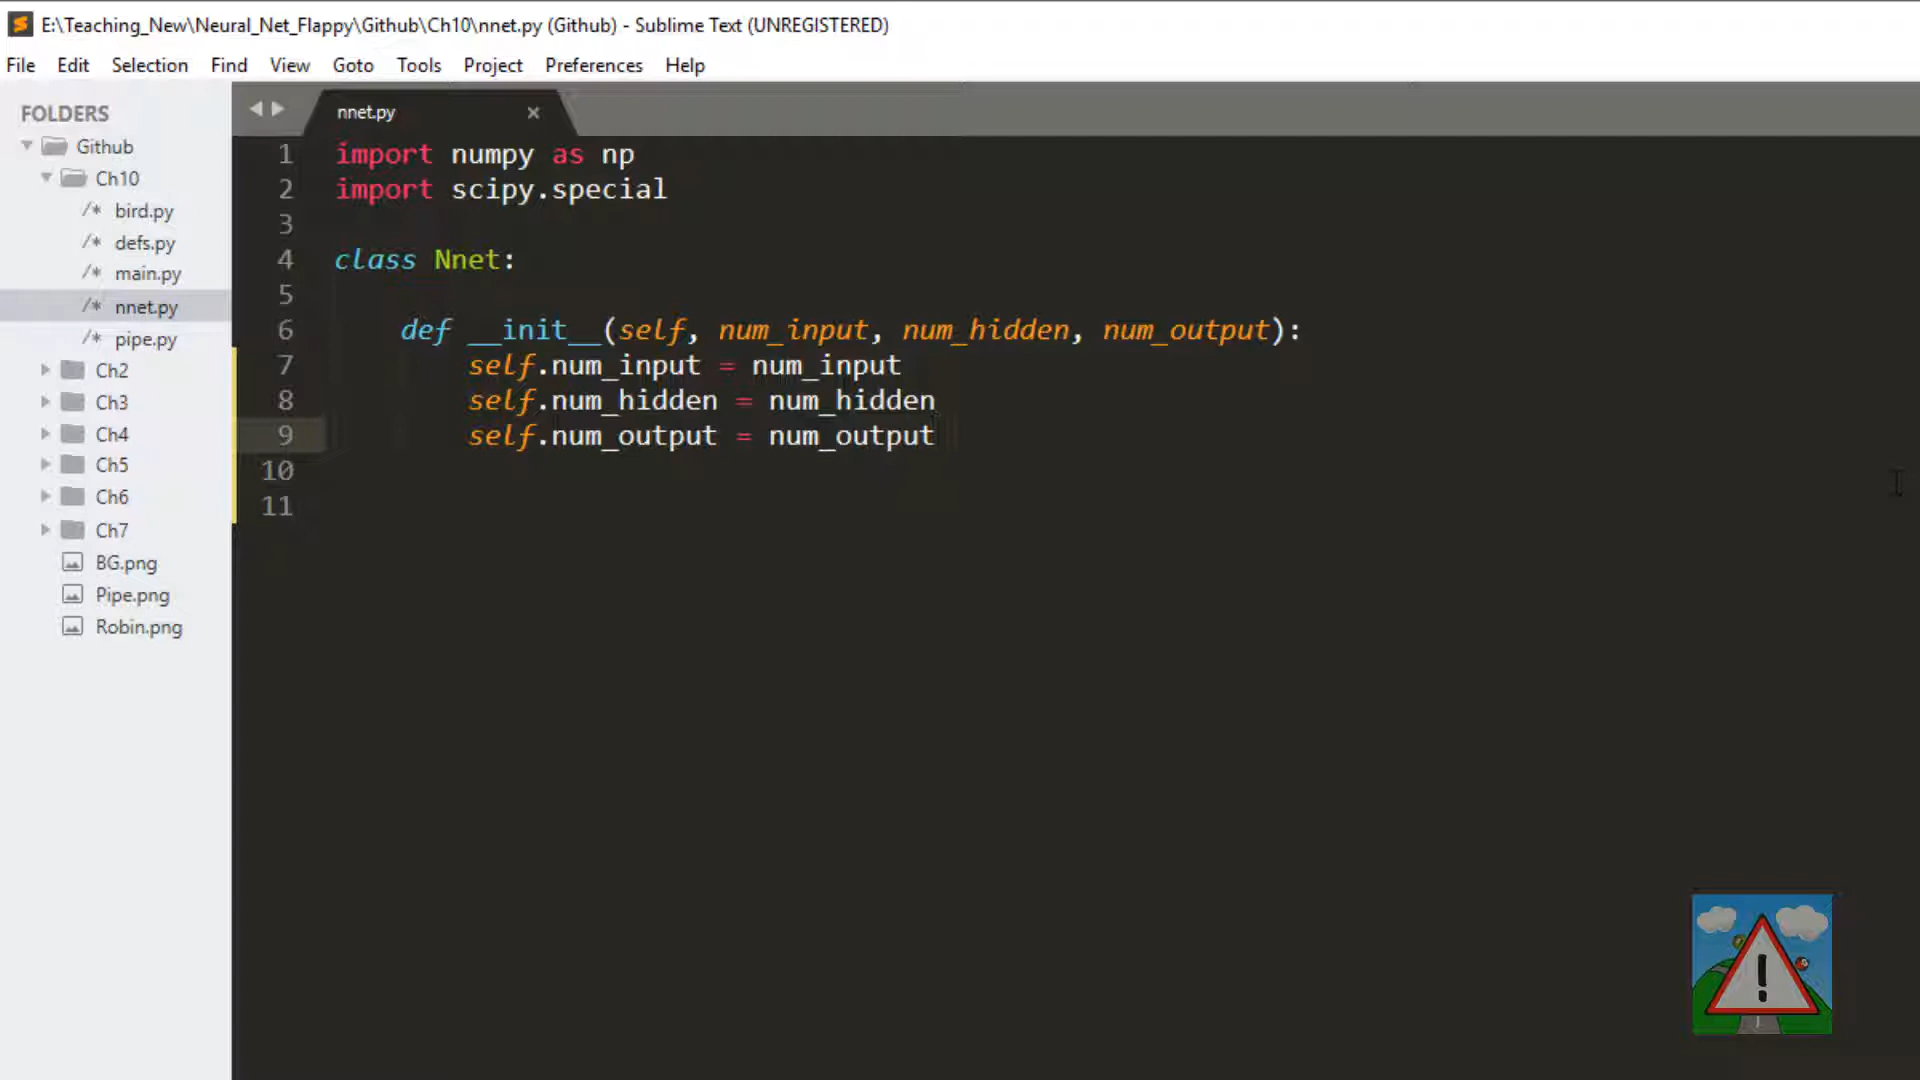 E:\Teaching_New\Neural_Net_Flappy\Github\Ch10\nnet.py (Github) - Sublime Text (UNREGISTERED)
File Edit Selection Find View Goto Tools Project Preferences Help
FOLDERS
Github
Ch10
/* bird.py
/* defs.py
/* main.py
/* nnet.py
/* pipe.py
Ch2
Ch3
Ch4
Ch5
Ch6
Ch7
BG.png
Pipe.png
Robin.png
nnet.py ×
1 import numpy as np
2 import scipy.special
3
4 class Nnet:
5
6 def __init__(self, num_input, num_hidden, num_output):
7 self.num_input = num_input
8 self.num_hidden = num_hidden
9 self.num_output = num_output
10
11
!